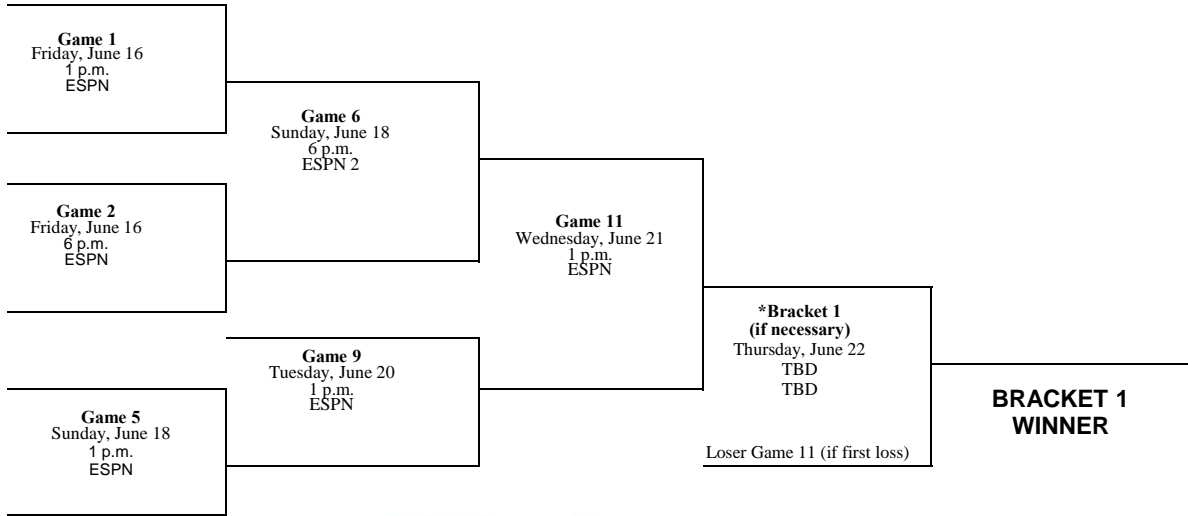 Game 1
Friday, June 16
1 p.m.
ESPN
Game 6
Sunday, June 18
6 p.m.
ESPN 2
Game 2
Friday, June 16
6 p.m.
ESPN
Game 11
Wednesday, June 21
1 p.m.
ESPN
*Bracket 1
(if necessary)
Thursday, June 22
TBD
TBD
Game 9
Tuesday, June 20
1 p.m.
ESPN
BRACKET 1
WINNER
Game 5
Sunday, June 18
1 p.m.
ESPN
Loser Game 11 (if first loss)